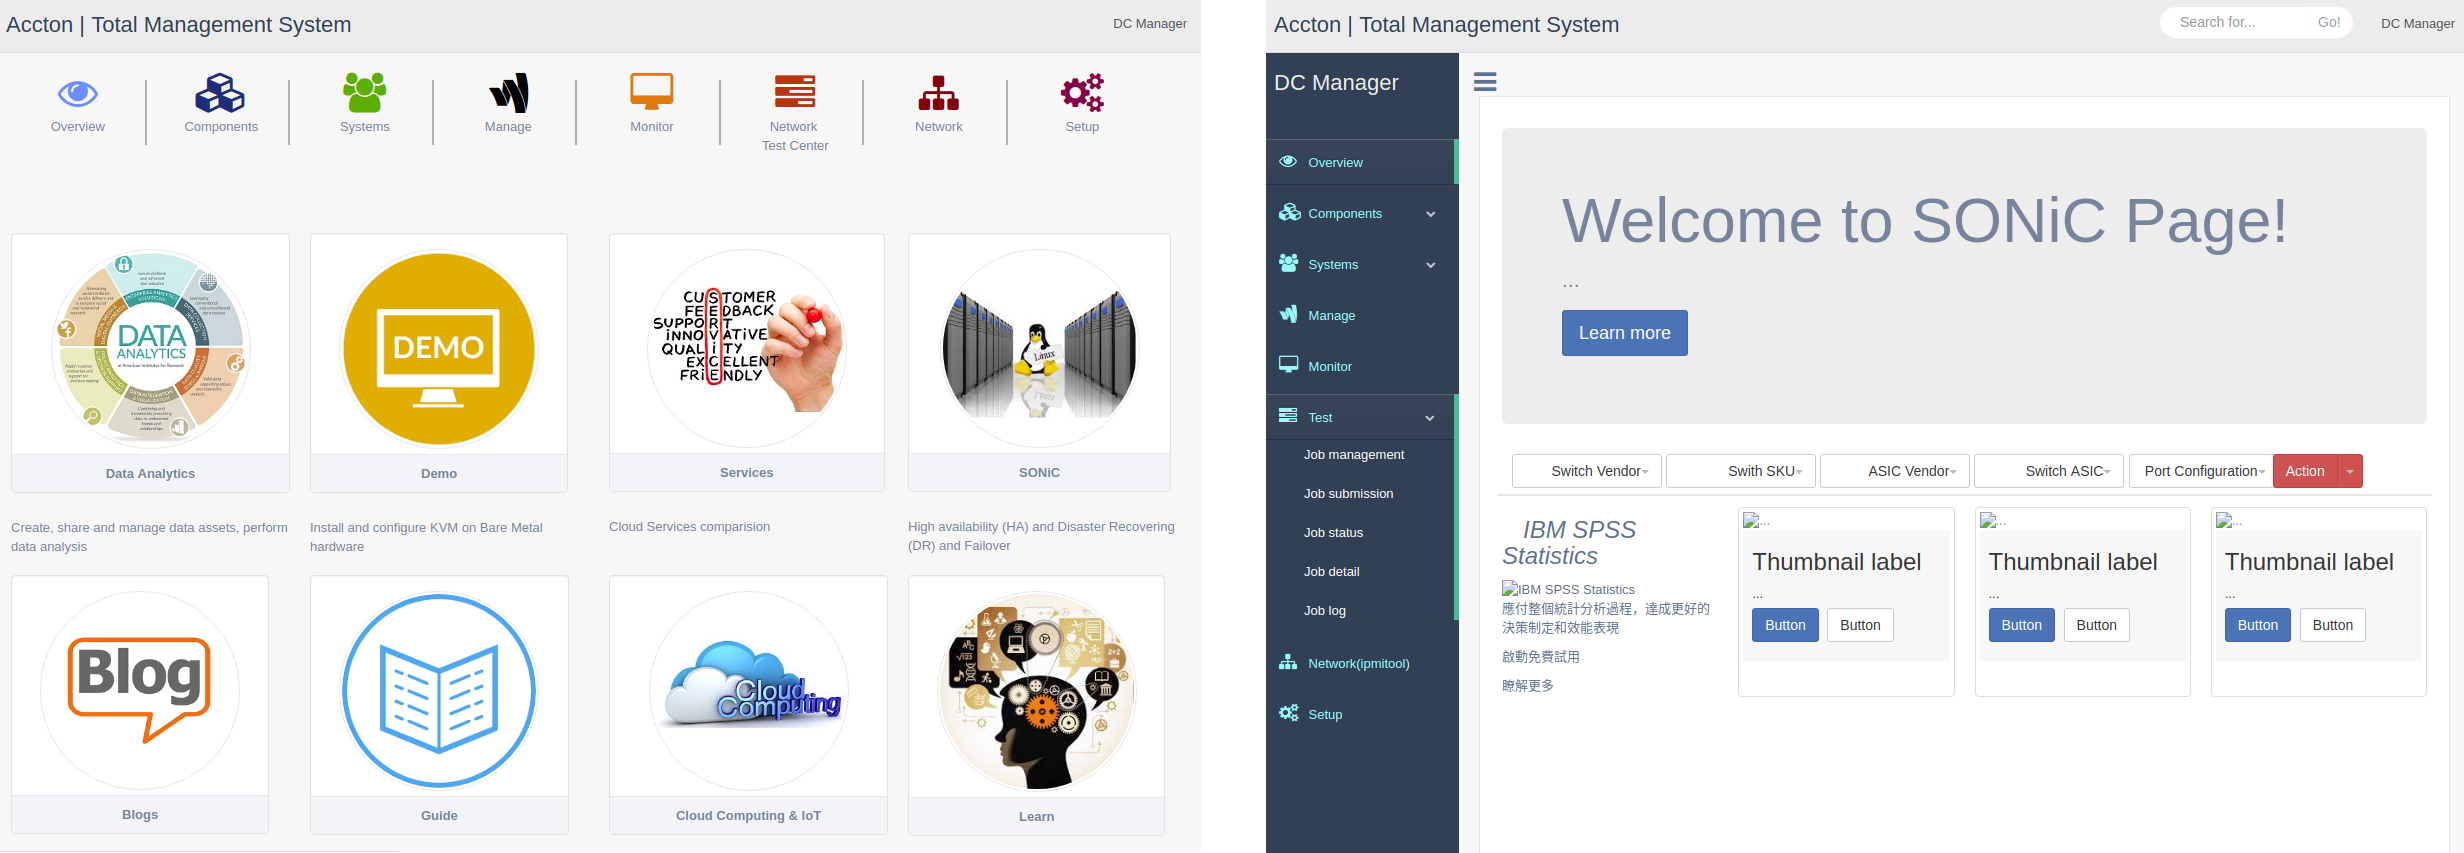 Accton | Total Management System
DC Manager
Overview
Components
Systems
Manage
Monitor
Network
Test Center
Network
Setup
DATA
ANALYTICS
at American Institutes for Research
Data Analytics
DEMO
Demo
CUSTOMER
FEEDBACK
SUPPORT
INNOVATIVE
QUALITY
EXCELLENT
FRIENDLY
Services
Linux
SONiC
Create, share and manage data assets, perform
data analysis
Install and configure KVM on Bare Metal
hardware
Cloud Services comparision
High availability (HA) and Disaster Recovering
(DR) and Failover
Blog
Blogs
Guide
Cloud
Computing
Cloud Computing & IoT
Learn
Accton | Total Management System
Search for...
Go!
DC Manager
DC Manager
Overview
Components
Systems
Manage
Monitor
Test
Job management
Job submission
Job status
Job detail
Job log
Network(ipmitool)
Setup
Welcome to SONiC Page!
...
Learn more
Switch Vendor
Swith SKU
ASIC Vendor
Switch ASIC
Port Configuration
Action
IBM SPSS
Statistics
IBM SPSS Statistics
應付整個統計分析過程，達成更好的
決策制定和效能表現
啟動免費試用
瞭解更多
...
Thumbnail label
...
Button
Button
...
Thumbnail label
...
Button
Button
...
Thumbnail label
...
Button
Button